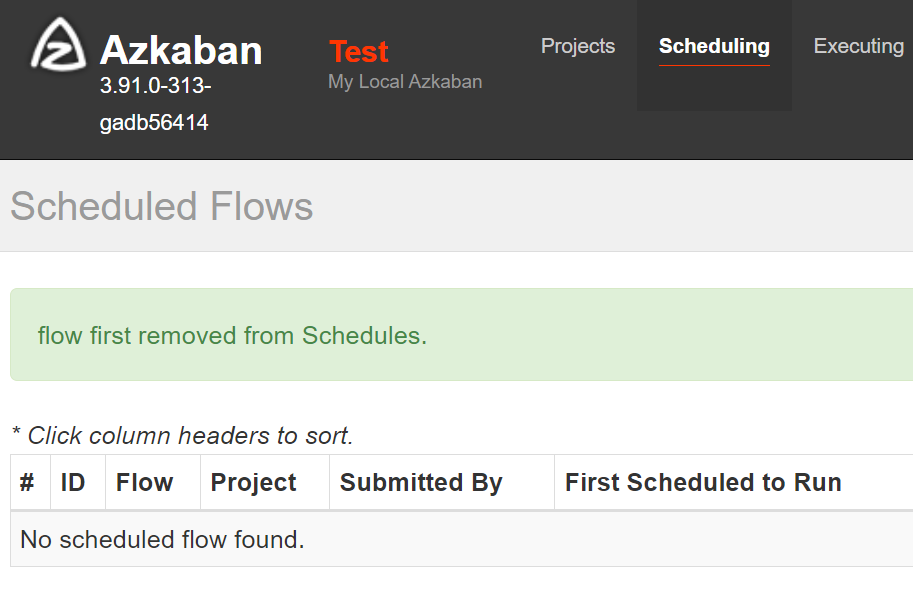 Azkaban
3.91.0-313-
gadb56414
Test
My Local Azkaban
Projects
Scheduling
Executing
Scheduled Flows
flow first removed from Schedules.
* Click column headers to sort.
# ID Flow Project Submitted By First Scheduled to Run
No scheduled flow found.